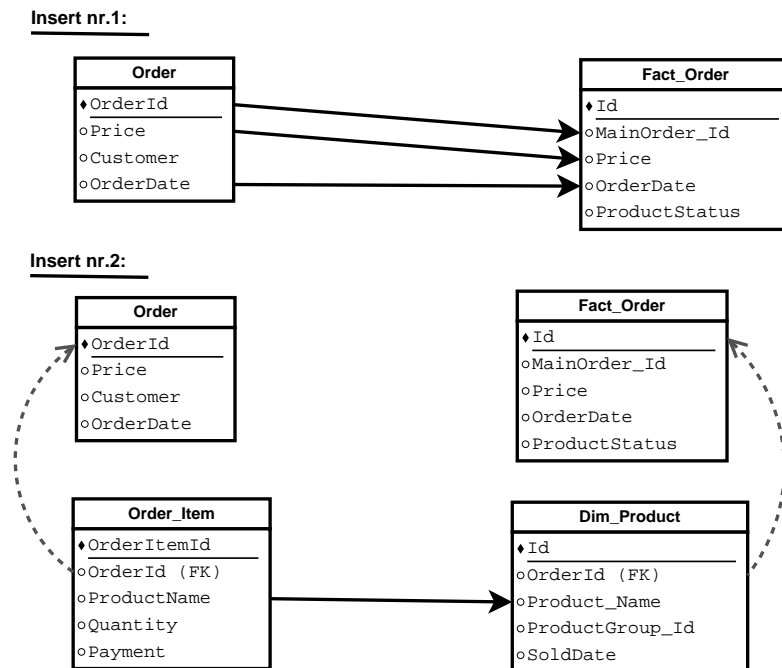 Insert nr.1:
Order
OrderId
Price
Customer
OrderDate
Fact_Order
Id
MainOrder_Id
Price
OrderDate
ProductStatus
Insert nr.2:
Order
OrderId
Price
Customer
OrderDate
Fact_Order
Id
MainOrder_Id
Price
OrderDate
ProductStatus
Order_Item
OrderItemId
OrderId (FK)
ProductName
Quantity
Payment
Dim_Product
Id
OrderId (FK)
Product_Name
ProductGroup_Id
SoldDate